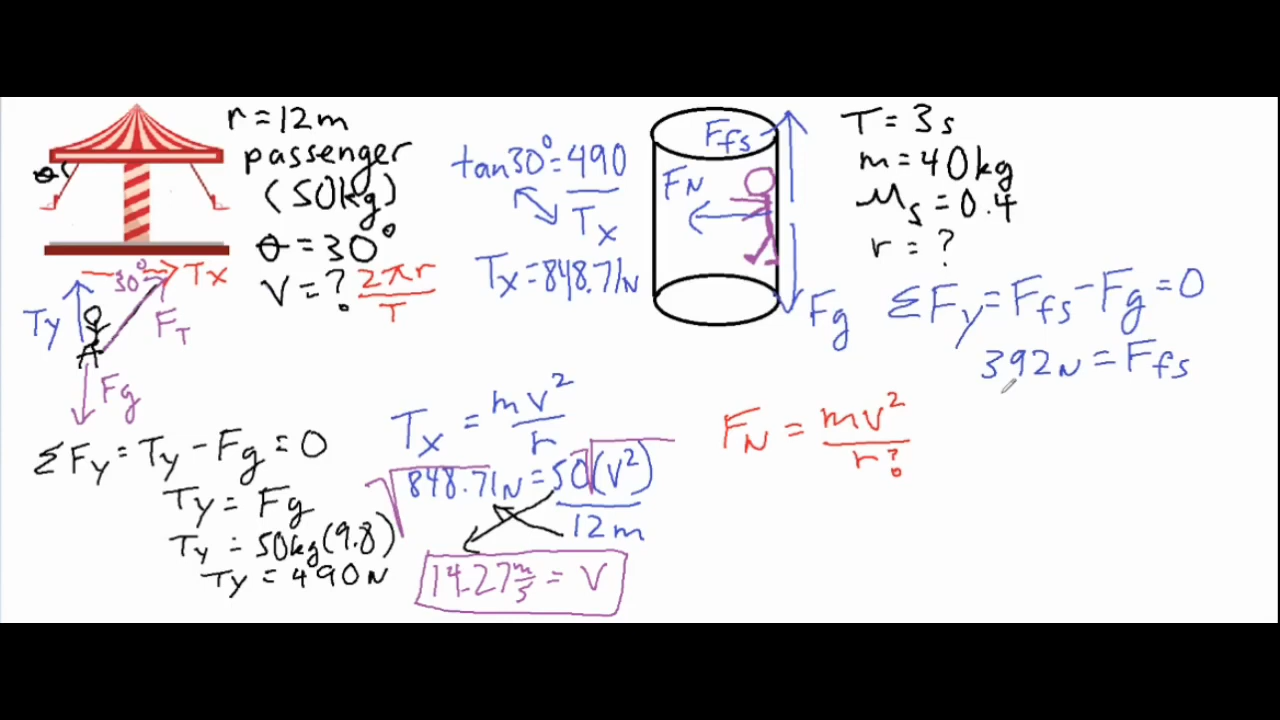 r = 12m
passenger
(50kg)
θ = 30°
V = ? 2πr/T
θ
30°
Tx
Ty
F_T
Fg
ΣFy = Ty - Fg = 0
Ty = Fg
Ty = 50kg(9.8)
Ty = 490N
tan30° = 490/Tx
Tx = 848.71N
Tx = mv²/r
848.71N = 50(v²)/12m
14.27 m/s = V
Ffs
FN
Fg
T = 3s
m = 40kg
μs = 0.4
r = ?
ΣFy = Ffs - Fg = 0
392N = Ffs
FN = mv²/r?